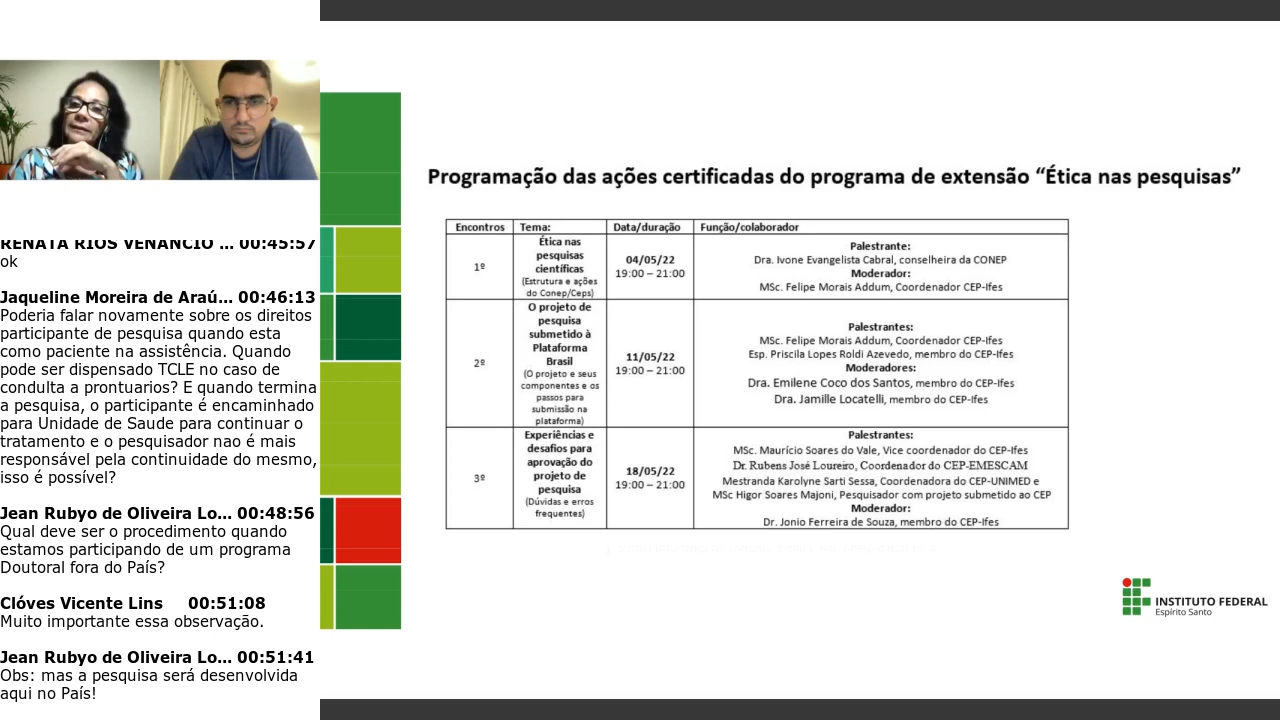 RENATA RIOS VENANCIO ... 00:45:57
ok
Jaqueline Moreira de Araú... 00:46:13
Poderia falar novamente sobre os direitos
participante de pesquisa quando esta
como paciente na assistência. Quando
pode ser dispensado TCLE no caso de
condulta a prontuarios? E quando termina
a pesquisa, o participante é encaminhado
para Unidade de Saude para continuar o
tratamento e o pesquisador nao é mais
responsável pela continuidade do mesmo,
isso é possível?
Jean Rubyo de Oliveira Lo... 00:48:56
Qual deve ser o procedimento quando
estamos participando de um programa
Doutoral fora do País?
Clóves Vicente Lins 00:51:08
Muito importante essa observação.
Jean Rubyo de Oliveira Lo... 00:51:41
Obs: mas a pesquisa será desenvolvida
aqui no País!
Programação das ações certificadas do programa de extensão “Ética nas pesquisas”
Encontros Tema: Data/duração Função/colaborador
1º
Ética nas
pesquisas
científicas
(Estrutura e ações
do Conep/Ceps)
04/05/22
19:00 – 21:00
Palestrante:
Dra. Ivone Evangelista Cabral, conselheira da CONEP
Moderador:
MSc. Felipe Morais Addum, Coordenador CEP-Ifes
2º
O projeto de
pesquisa
submetido à
Plataforma
Brasil
(O projeto e seus
componentes e os
passos para
submissão na
plataforma)
11/05/22
19:00 – 21:00
Palestrantes:
MSc. Felipe Morais Addum, Coordenador CEP-Ifes
Esp. Priscila Lopes Roldi Azevedo, membro do CEP-Ifes
Moderadores:
Dra. Emilene Coco dos Santos, membro do CEP-Ifes
Dra. Jamille Locatelli, membro do CEP-Ifes
3º
Experiências e
desafios para
aprovação do
projeto de
pesquisa
(Dúvidas e erros
frequentes)
18/05/22
19:00 – 21:00
Palestrantes:
MSc. Maurício Soares do Vale, Vice coordenador do CEP-Ifes
Dr. Rubens José Loureiro, Coordenador do CEP-EMESCAM
Mestranda Karolyne Sarti Sessa, Coordenadora do CEP-UNIMED e
MSc Higor Soares Majoni, Pesquisador com projeto submetido ao CEP
Moderador:
Dr. Jonio Ferreira de Souza, membro do CEP-Ifes
INSTITUTO FEDERAL
Espírito Santo